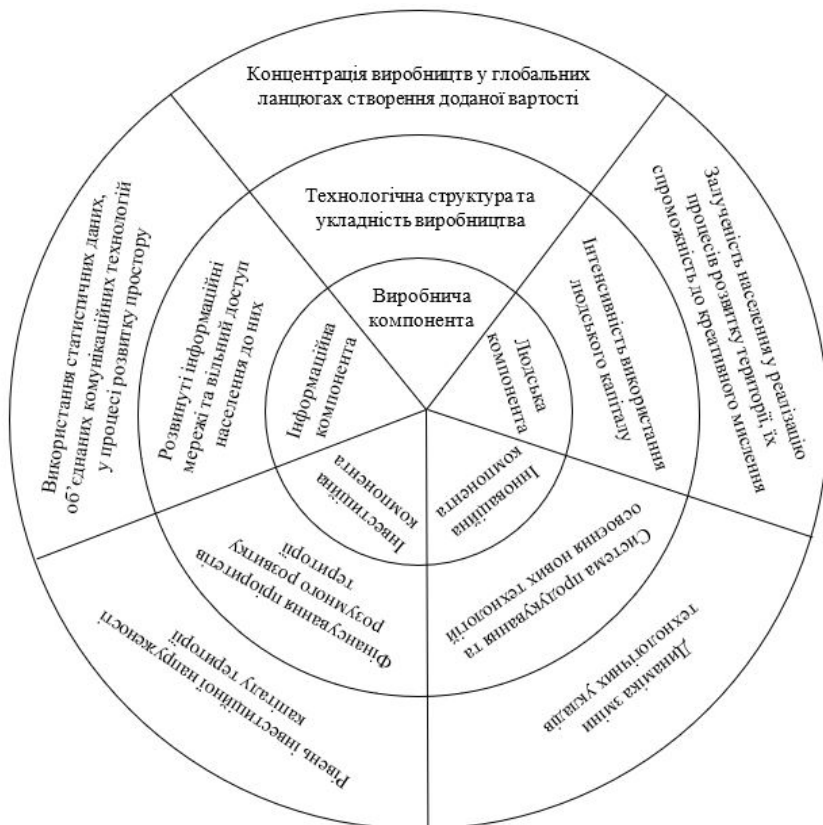 Концентрація виробництв у глобальних
ланцюгах створення доданої вартості
Технологічна структура та
укладність виробництва
Виробнича
компонента
Залученість населення у реалізацію
процесів розвитку території, їх
спроможність до креативного мислення
Інтенсивність використання
людського капіталу
Людська
компонента
Динаміка зміни
технологічних укладів
Система продукування та
освоєння нових технологій
Інноваційна
компонента
Рівень інвестиційної напруженості
капіталу території
Фінансування пріоритетів
розумного розвитку
території
Інвестиційна
компонента
Використання статистичних даних,
об’єднаних комунікаційних технологій
у процесі розвитку простору
Розвинуті інформаційні
мережі та вільний доступ
населення до них
Інформаційна
компонента